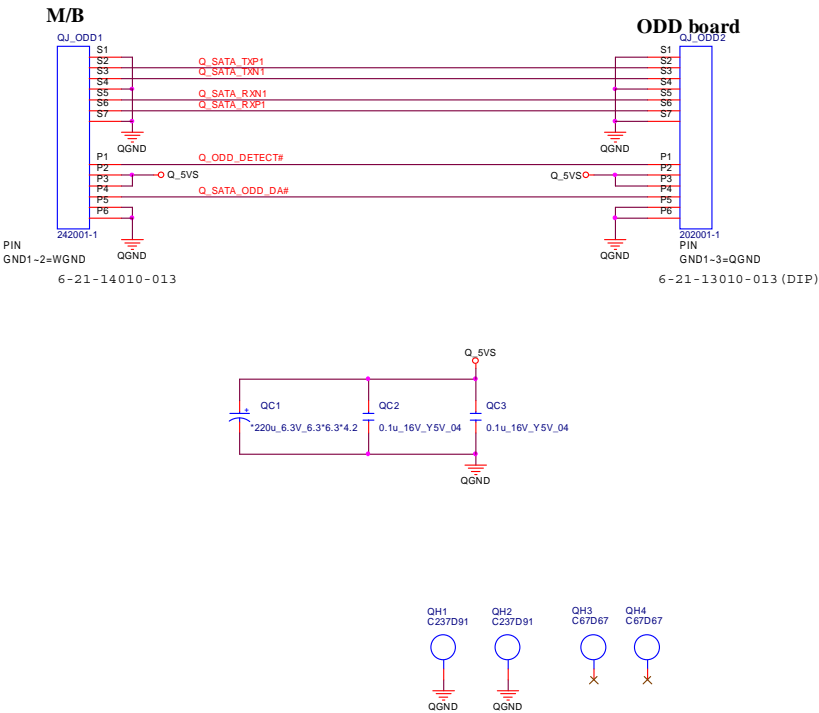 M/B
ODD board
QJ_ODD1
QJ_ODD2
S1
S1
S2
Q_SATA_TXP1
S2
S3
Q_SATA_TXN1
S3
S4
S4
S5
Q_SATA_RXN1
S5
S6
Q_SATA_RXP1
S6
S7
S7
QGND
QGND
P1
Q_ODD_DETECT#
P1
P2
P2
Q_5VS
Q_5VS
P3
P3
P4
Q_SATA_ODD_DA#
P4
P5
P5
P6
P6
242001-1
202001-1
PIN
PIN
GND1~2=WGND
QGND
QGND
GND1~3=QGND
6-21-14010-013
6-21-13010-013(DIP)
Q_5VS
+
QC1
QC2
QC3
*220u_6.3V_6.3*6.3*4.2
0.1u_16V_Y5V_04
0.1u_16V_Y5V_04
QGND
QH1
C237D91
QH2
C237D91
QH3
C67D67
QH4
C67D67
QGND
QGND